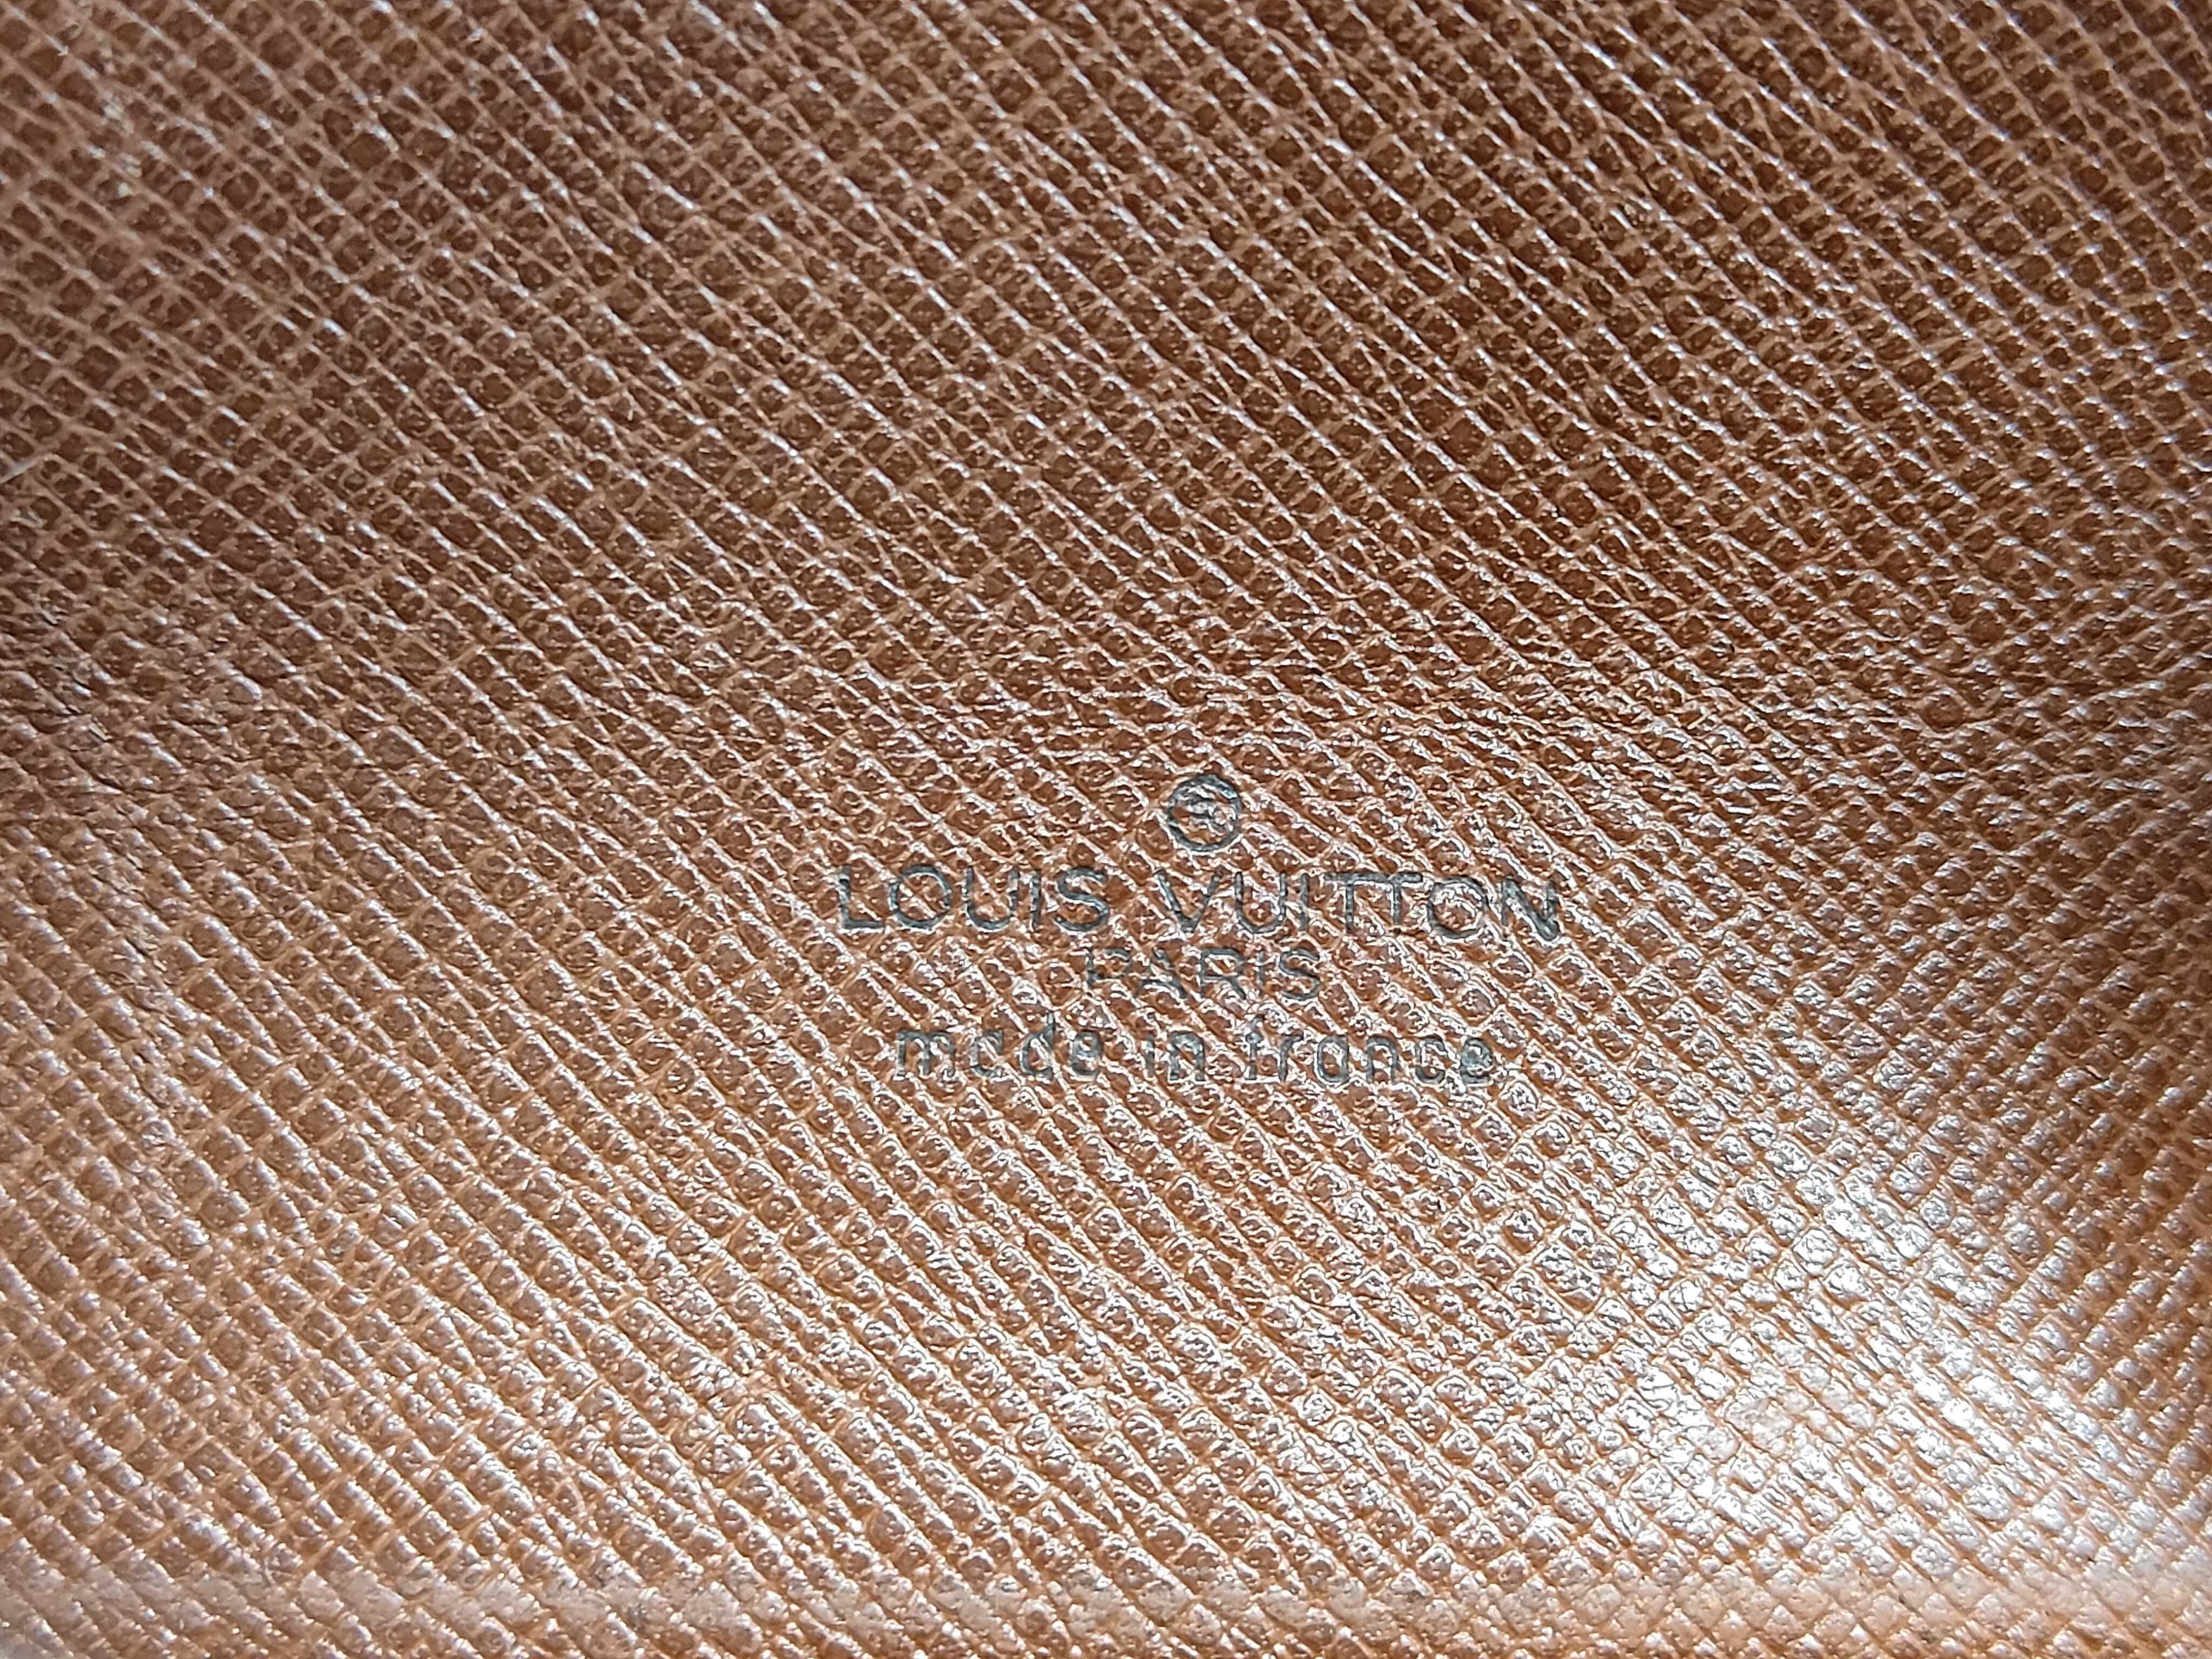 ®
LOUIS VUITTON
PARIS
made in france